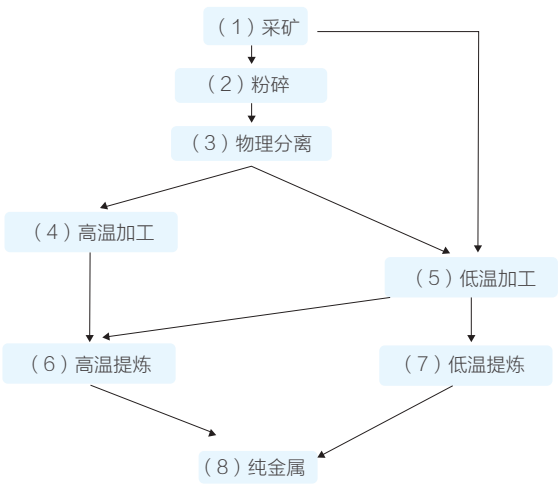 （1）采矿
（2）粉碎
（3）物理分离
（4）高温加工
（5）低温加工
（6）高温提炼
（7）低温提炼
（8）纯金属